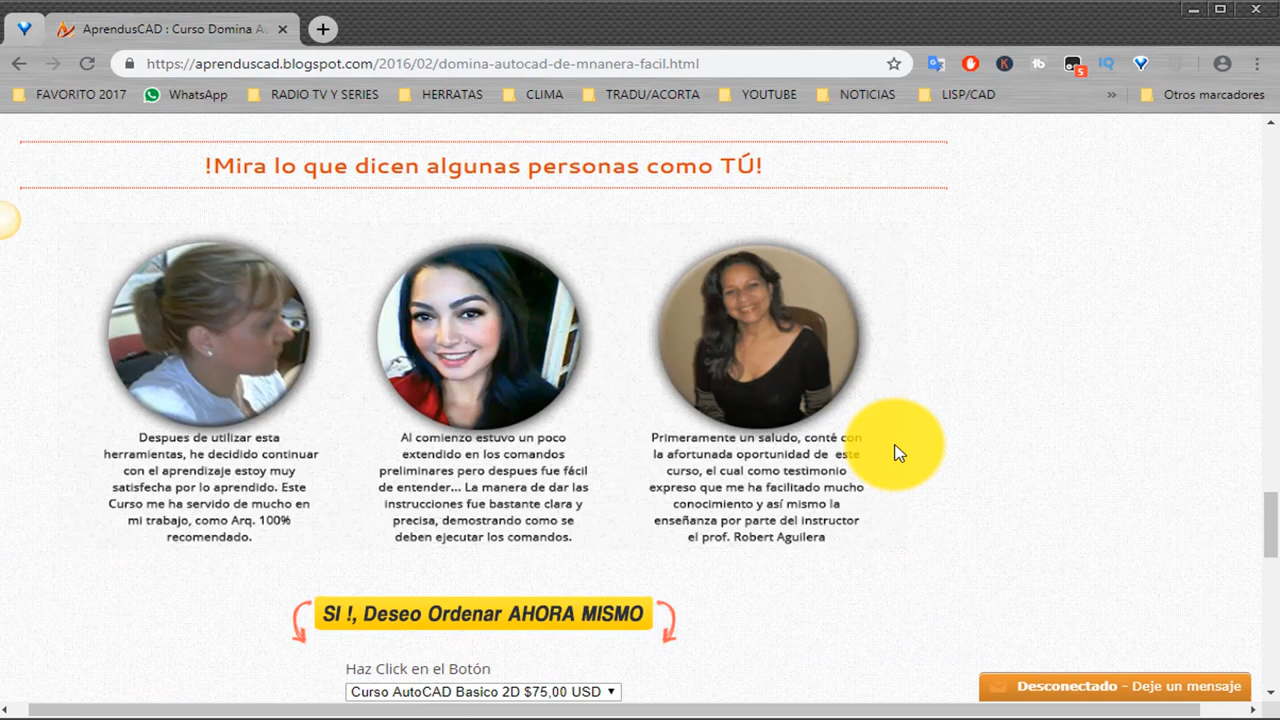 AprendusCAD : Curso Domina Au
https://aprenduscad.blogspot.com/2016/02/domina-autocad-de-mnanera-facil.html
5
FAVORITO 2017
WhatsApp
RADIO TV Y SERIES
HERRATAS
CLIMA
TRADU/ACORTA
YOUTUBE
NOTICIAS
LISP/CAD
»
Otros marcadores
!Mira lo que dicen algunas personas como TÚ!
Despues de utilizar esta
herramientas, he decidido continuar
con el aprendizaje estoy muy
satisfecha por lo aprendido. Este
Curso me ha servido de mucho en
mi trabajo, como Arq. 100%
recomendado.
Al comienzo estuvo un poco
extendido en los comandos
preliminares pero despues fue fácil
de entender... La manera de dar las
instrucciones fue bastante clara y
precisa, demostrando como se
deben ejecutar los comandos.
Primeramente un saludo, conté con
la afortunada oportunidad de este
curso, el cual como testimonio
expreso que me ha facilitado mucho
conocimiento y así mismo la
enseñanza por parte del instructor
el prof. Robert Aguilera
SI !, Deseo Ordenar AHORA MISMO
Haz Click en el Botón
Curso AutoCAD Basico 2D $75,00 USD
Desconectado - Deje un mensaje